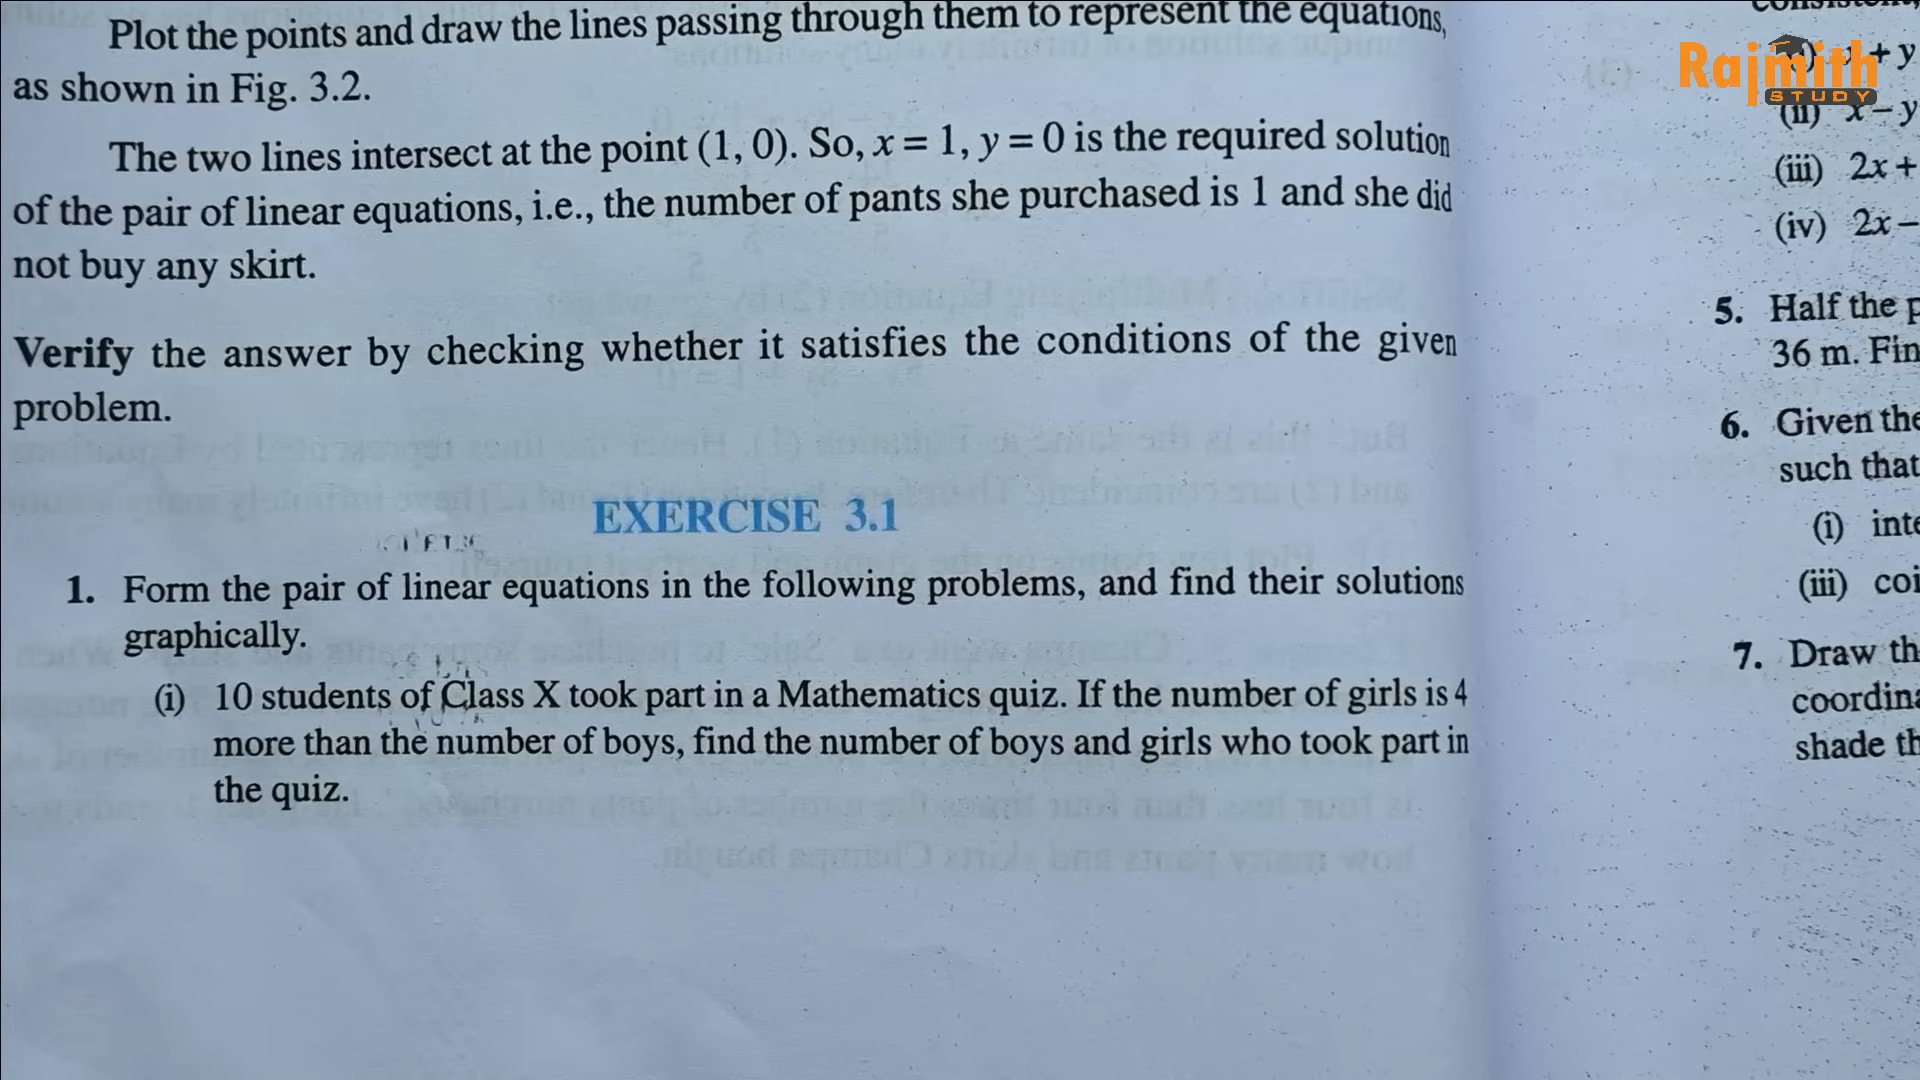 Plot the points and draw the lines passing through them to represent the equations,
as shown in Fig. 3.2.
The two lines intersect at the point (1, 0). So, x = 1, y = 0 is the required solution
of the pair of linear equations, i.e., the number of pants she purchased is 1 and she did
not buy any skirt.
Verify the answer by checking whether it satisfies the conditions of the given
problem.
EXERCISE 3.1
1. Form the pair of linear equations in the following problems, and find their solutions
graphically.
(i) 10 students of Class X took part in a Mathematics quiz. If the number of girls is 4
more than the number of boys, find the number of boys and girls who took part in
the quiz.
Rajmith
STUDY
+ y
(ii) x – y
(iii) 2x +
(iv) 2x –
5. Half the
36 m.
6. Given the
such that
(i)
(iii)
7. Draw
shade